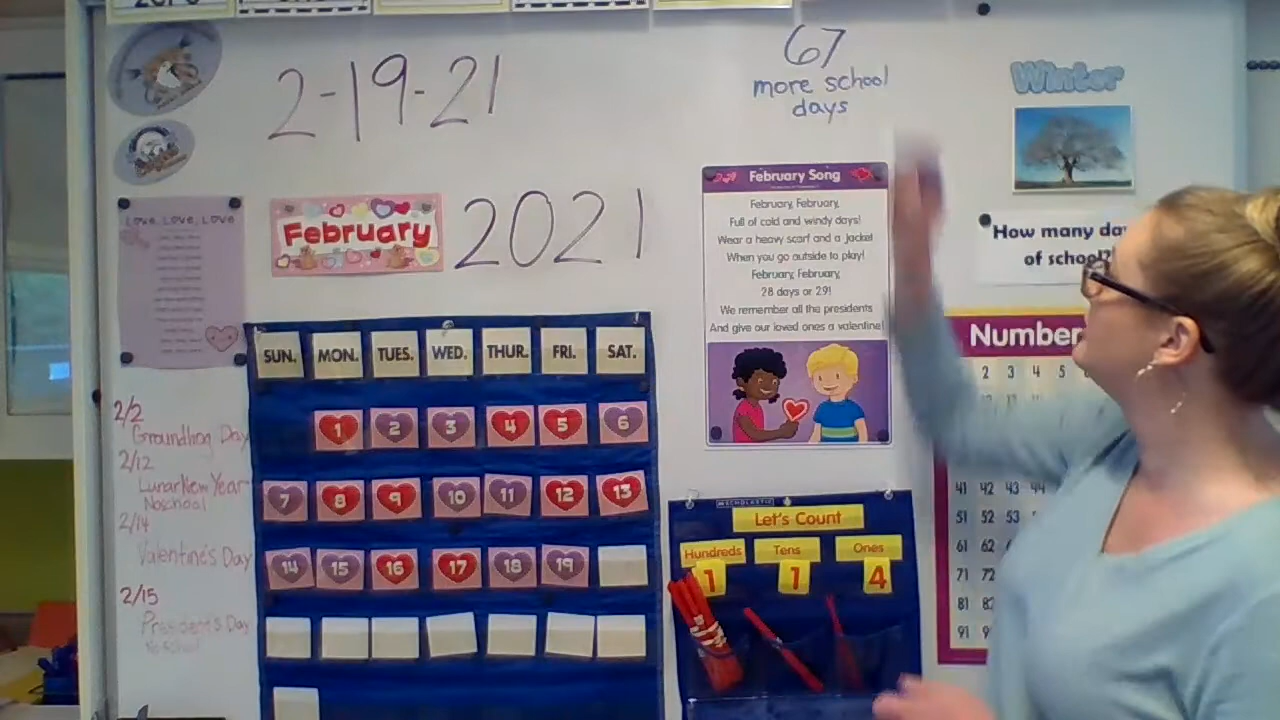 2-19-21
67
more school
days
Winter
February 2021
Love, Love, Love
February Song
February, February,
Full of cold and windy days!
Wear a heavy scarf and a jacket
When you go outside to play!
February, February,
28 days or 29!
We remember all the presidents
And give our loved ones a valentine!
How many
of school?
Number
2 3 4 5
41 42 43 44
51 52 53
61 62
71 72
81 82
91
SUN. MON. TUES. WED. THUR. FRI. SAT.
1 2 3 4 5 6
7 8 9 10 11 12 13
14 15 16 17 18 19
2/2
Groundhog Day
2/12
Lunar New Year
No school
2/14
Valentine's Day
2/15
President's Day
No School
SCHOLASTIC
Let's Count
Hundreds Tens Ones
1 1 4